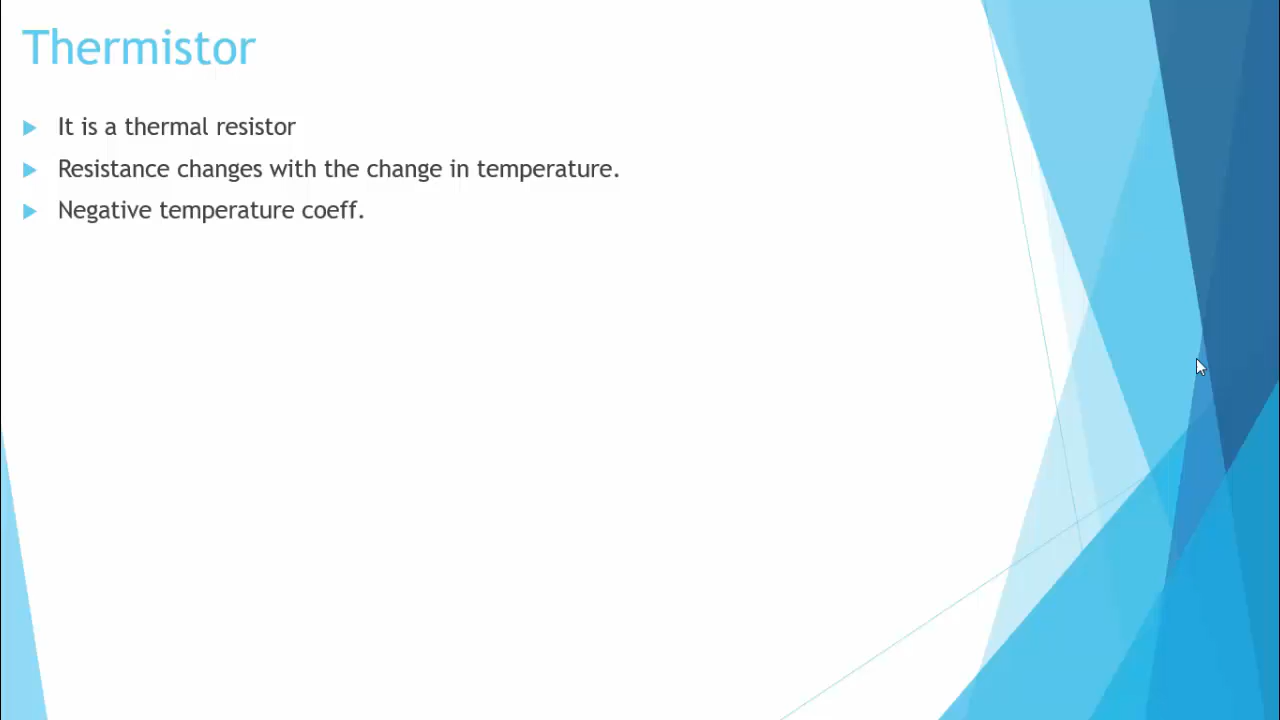 Thermistor
It is a thermal resistor
Resistance changes with the change in temperature.
Negative temperature coeff.